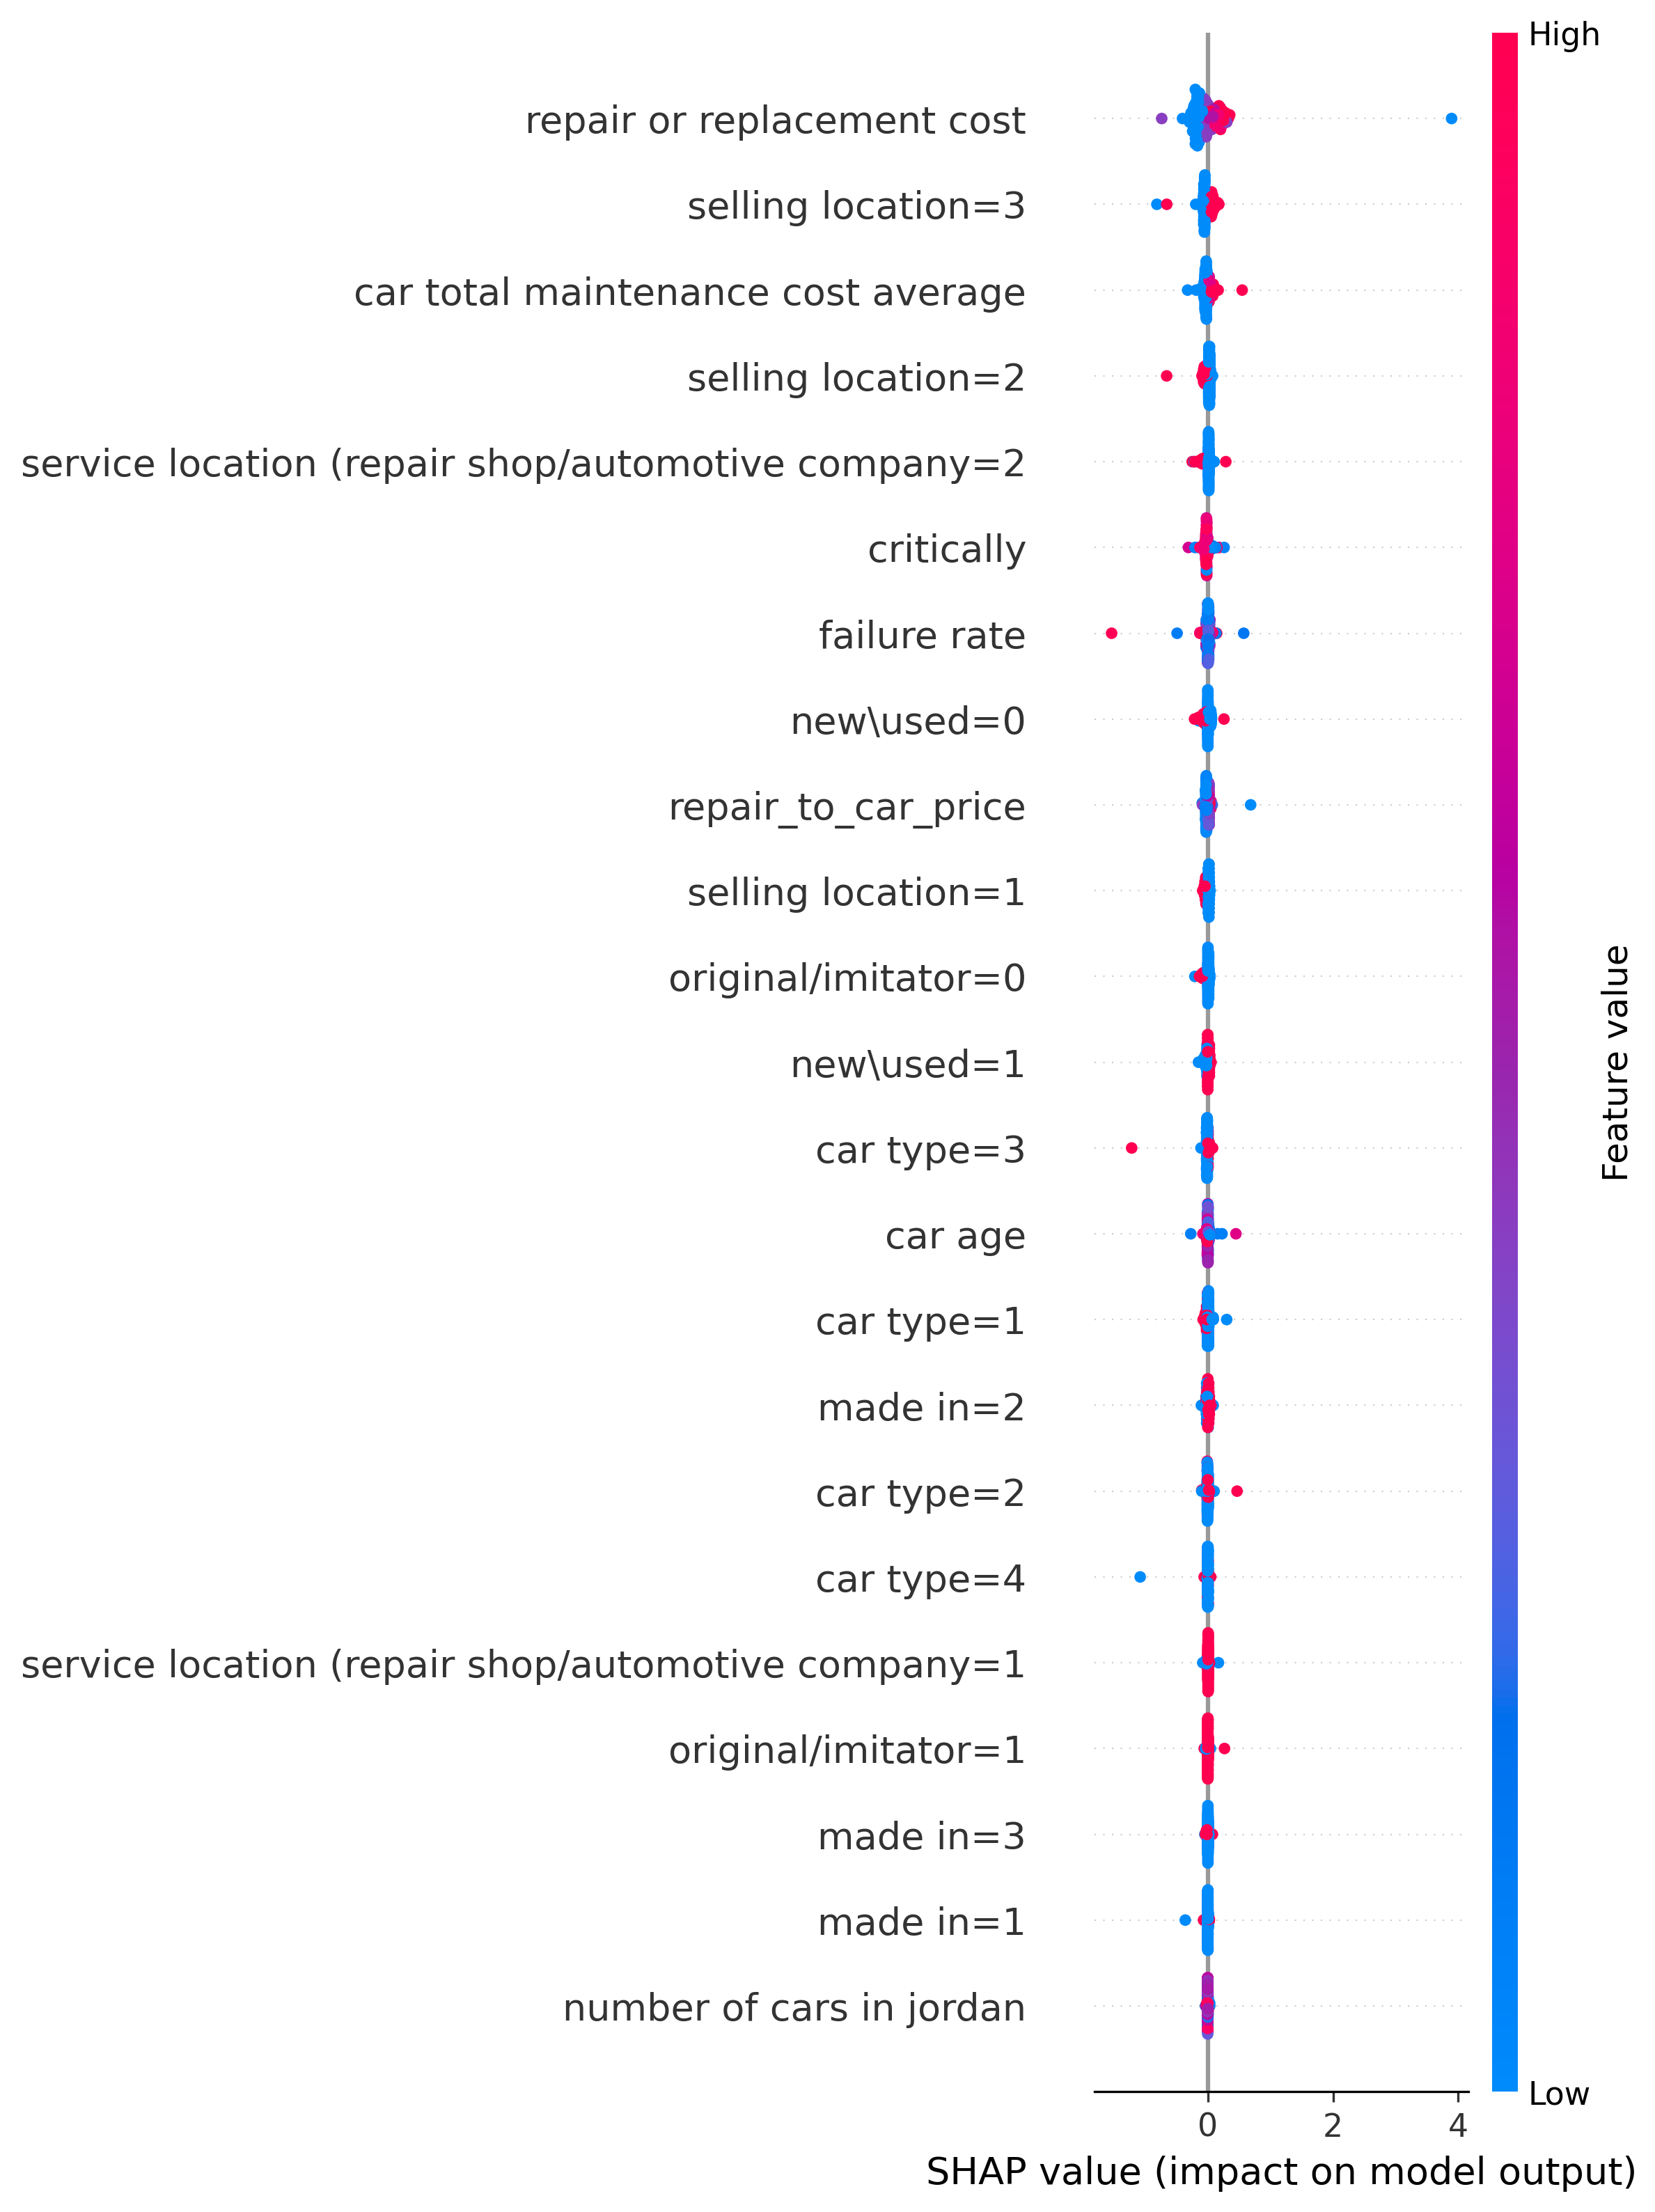 High
repair or replacement cost
selling location=3
car total maintenance cost average
selling location=2
service location (repair shop/automotive company=2
critically
failure rate
new\used=0
repair_to_car_price
selling location=1
original/imitator=0
new\used=1
car type=3
car age
car type=1
made in=2
car type=2
car type=4
service location (repair shop/automotive company=1
original/imitator=1
made in=3
made in=1
number of cars in jordan
Feature value
Low
0 2 4
SHAP value (impact on model output)